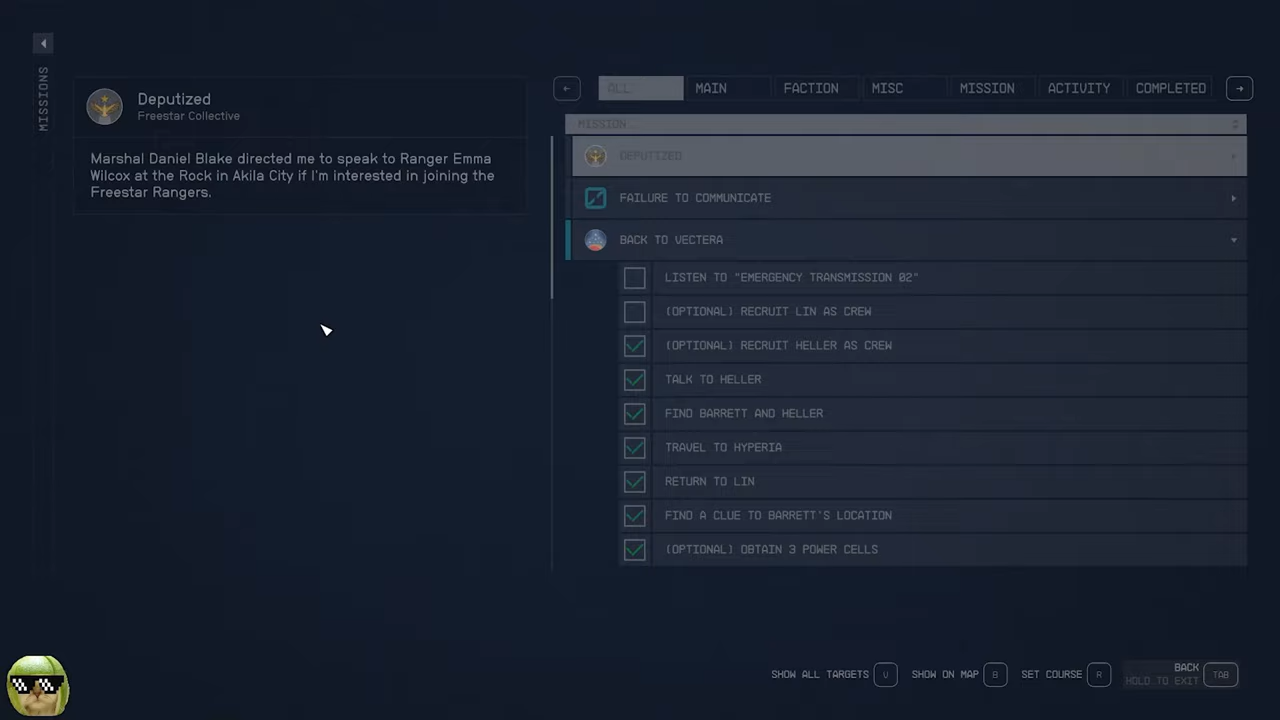 MISSIONS
Deputized
Freestar Collective
Marshal Daniel Blake directed me to speak to Ranger Emma
Wilcox at the Rock in Akila City if I'm interested in joining the
Freestar Rangers.
ALL
MAIN
FACTION
MISC
MISSION
ACTIVITY
COMPLETED
MISSION
DEPUTIZED
FAILURE TO COMMUNICATE
BACK TO VECTERA
LISTEN TO "EMERGENCY TRANSMISSION 02"
(OPTIONAL) RECRUIT LIN AS CREW
(OPTIONAL) RECRUIT HELLER AS CREW
TALK TO HELLER
FIND BARRETT AND HELLER
TRAVEL TO HYPERIA
RETURN TO LIN
FIND A CLUE TO BARRETT'S LOCATION
(OPTIONAL) OBTAIN 3 POWER CELLS
SHOW ALL TARGETS
SHOW ON MAP
SET COURSE R
BACK
HOLD TO EXIT
TAB